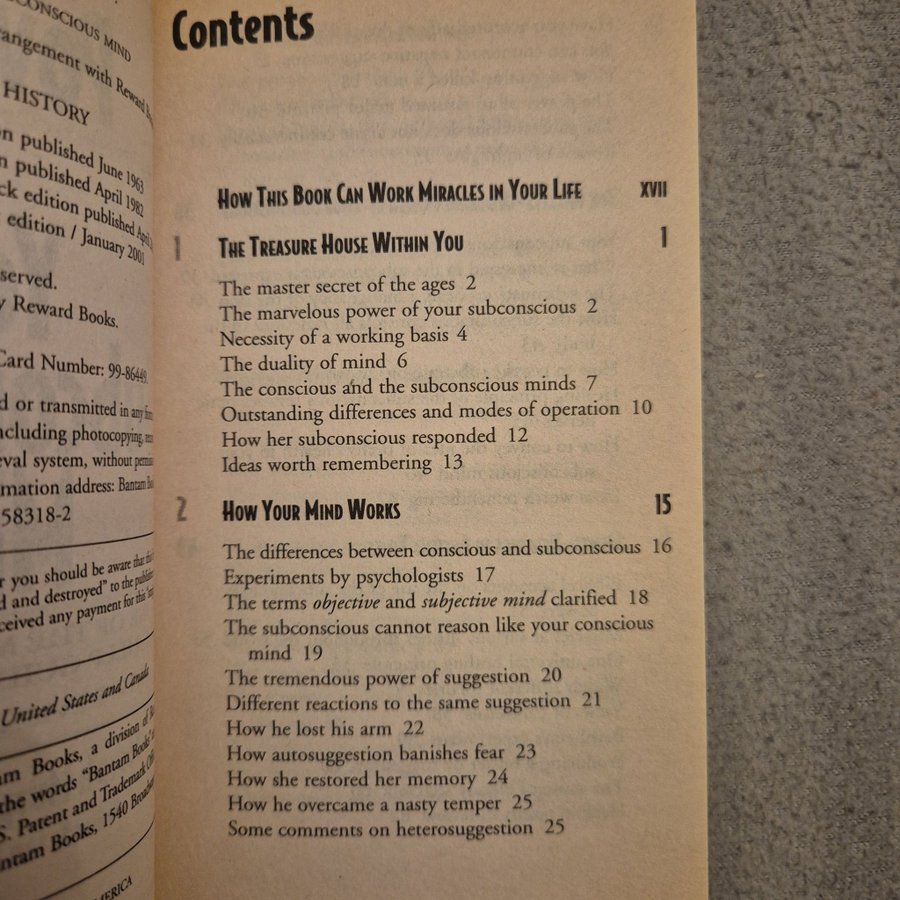 CONSCIOUS MIND
rangement with Reward
HISTORY
n published June 1963
n published April 1982
ck edition published April
edition / January 2001
served.
y Reward Books.
Card Number: 99-86449
d or transmitted in any
ncluding photocopying,
eval system, without
mation address: Bantam
58318-2
r you should be aware that
d and destroyed" to the
ceived any payment for this
United States and Canada
am Books, a division of
the words "Bantam Books"
S. Patent and Trademark
ntam Books, 1540
MERICA
Contents
How This Book Can Work Miracles in Your Life xvii
1 The Treasure House Within You 1
The master secret of the ages 2
The marvelous power of your subconscious 2
Necessity of a working basis 4
The duality of mind 6
The conscious and the subconscious minds 7
Outstanding differences and modes of operation 10
How her subconscious responded 12
Ideas worth remembering 13
2 How Your Mind Works 15
The differences between conscious and subconscious 16
Experiments by psychologists 17
The terms objective and subjective mind clarified 18
The subconscious cannot reason like your conscious
mind 19
The tremendous power of suggestion 20
Different reactions to the same suggestion 21
How he lost his arm 22
How autosuggestion banishes fear 23
How she restored her memory 24
How he overcame a nasty temper 25
Some comments on heterosuggestion 25